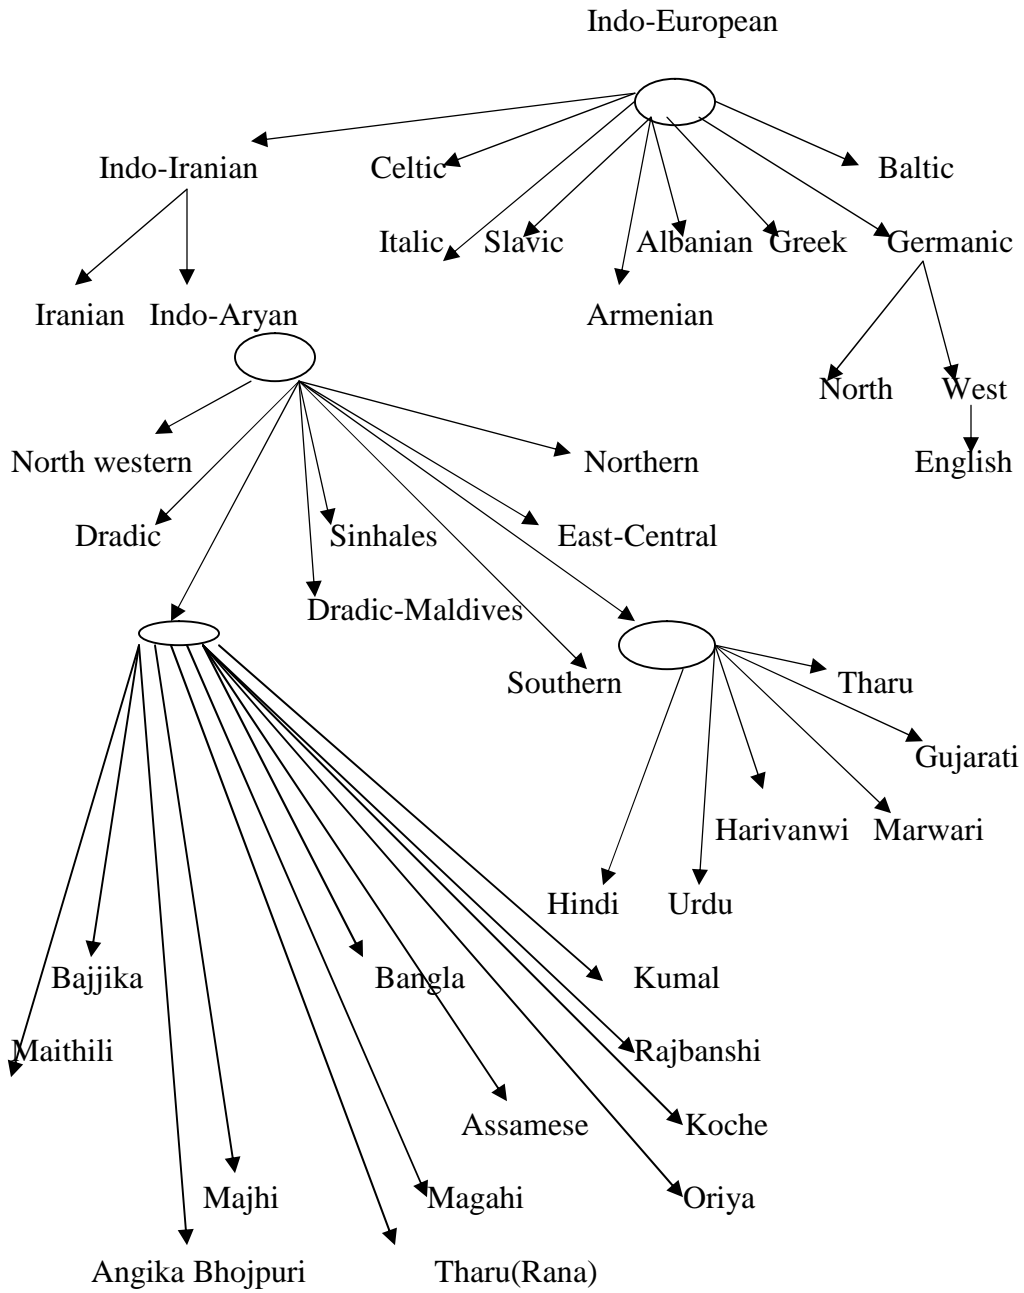 Indo-European
Indo-Iranian Celtic Baltic
Italic Slavic Albanian Greek Germanic
Iranian Indo-Aryan Armenian
North West
North western Northern English
Dradic Sinhales East-Central
Dradic-Maldives
Southern Tharu
Gujarati
Harivanwi Marwari
Hindi Urdu
Bajjika Bangla Kumal
Maithili Rajbanshi
Assamese Koche
Majhi Magahi Oriya
Angika Bhojpuri Tharu(Rana)